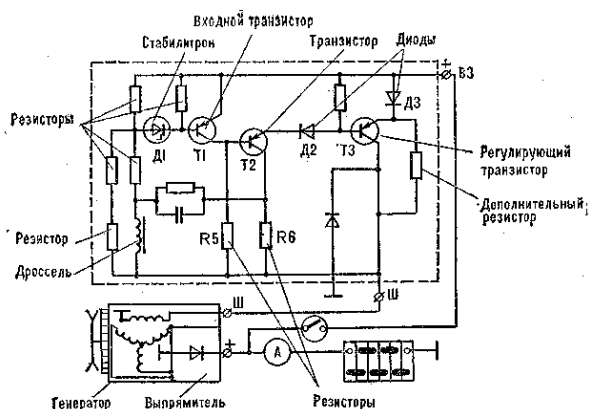 Входной транзистор
Стабилитрон
Транзистор
Диоды
+
ВЗ
Резисторы
Д3
Д1
Т1
Т2
Д2
Т3
Регулирующий
транзистор
Дополнительный
резистор
Резистор
Дроссель
R5
R6
Ш
Ш
+
А
Генератор
Выпрямитель
Резисторы